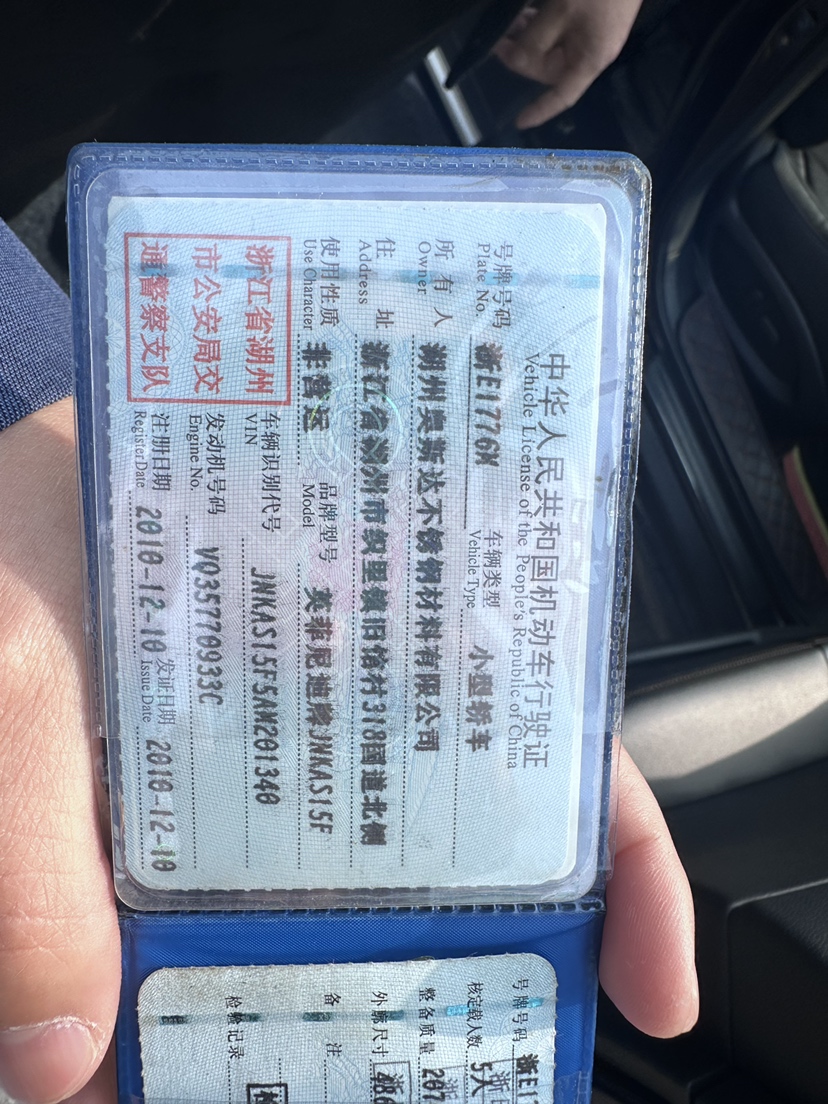 中华人民共和国机动车行驶证
Vehicle License of the People's Republic of China
号牌号码 浙E1776M 车辆类型 小型轿车
Plate No. Vehicle Type
所有人 湖州奥斯达不锈钢材料有限公司
Owner
住址 浙江省湖州市织里镇旧馆村318国道北侧
Address
使用性质 非营运 品牌型号 英菲尼迪牌JNKAS15F
Use Character Model
浙江省湖州
市公安局交
通警察支队
车辆识别代号 JNKAS15F5AM201340
VIN
发动机号码 VQ35770933C
Engine No.
注册日期 2010-12-10 发证日期 2010-12-10
Register Date Issue Date
号牌号码 浙E1
核定载人数 5人
整备质量 207
外廓尺寸
备注
检验记录